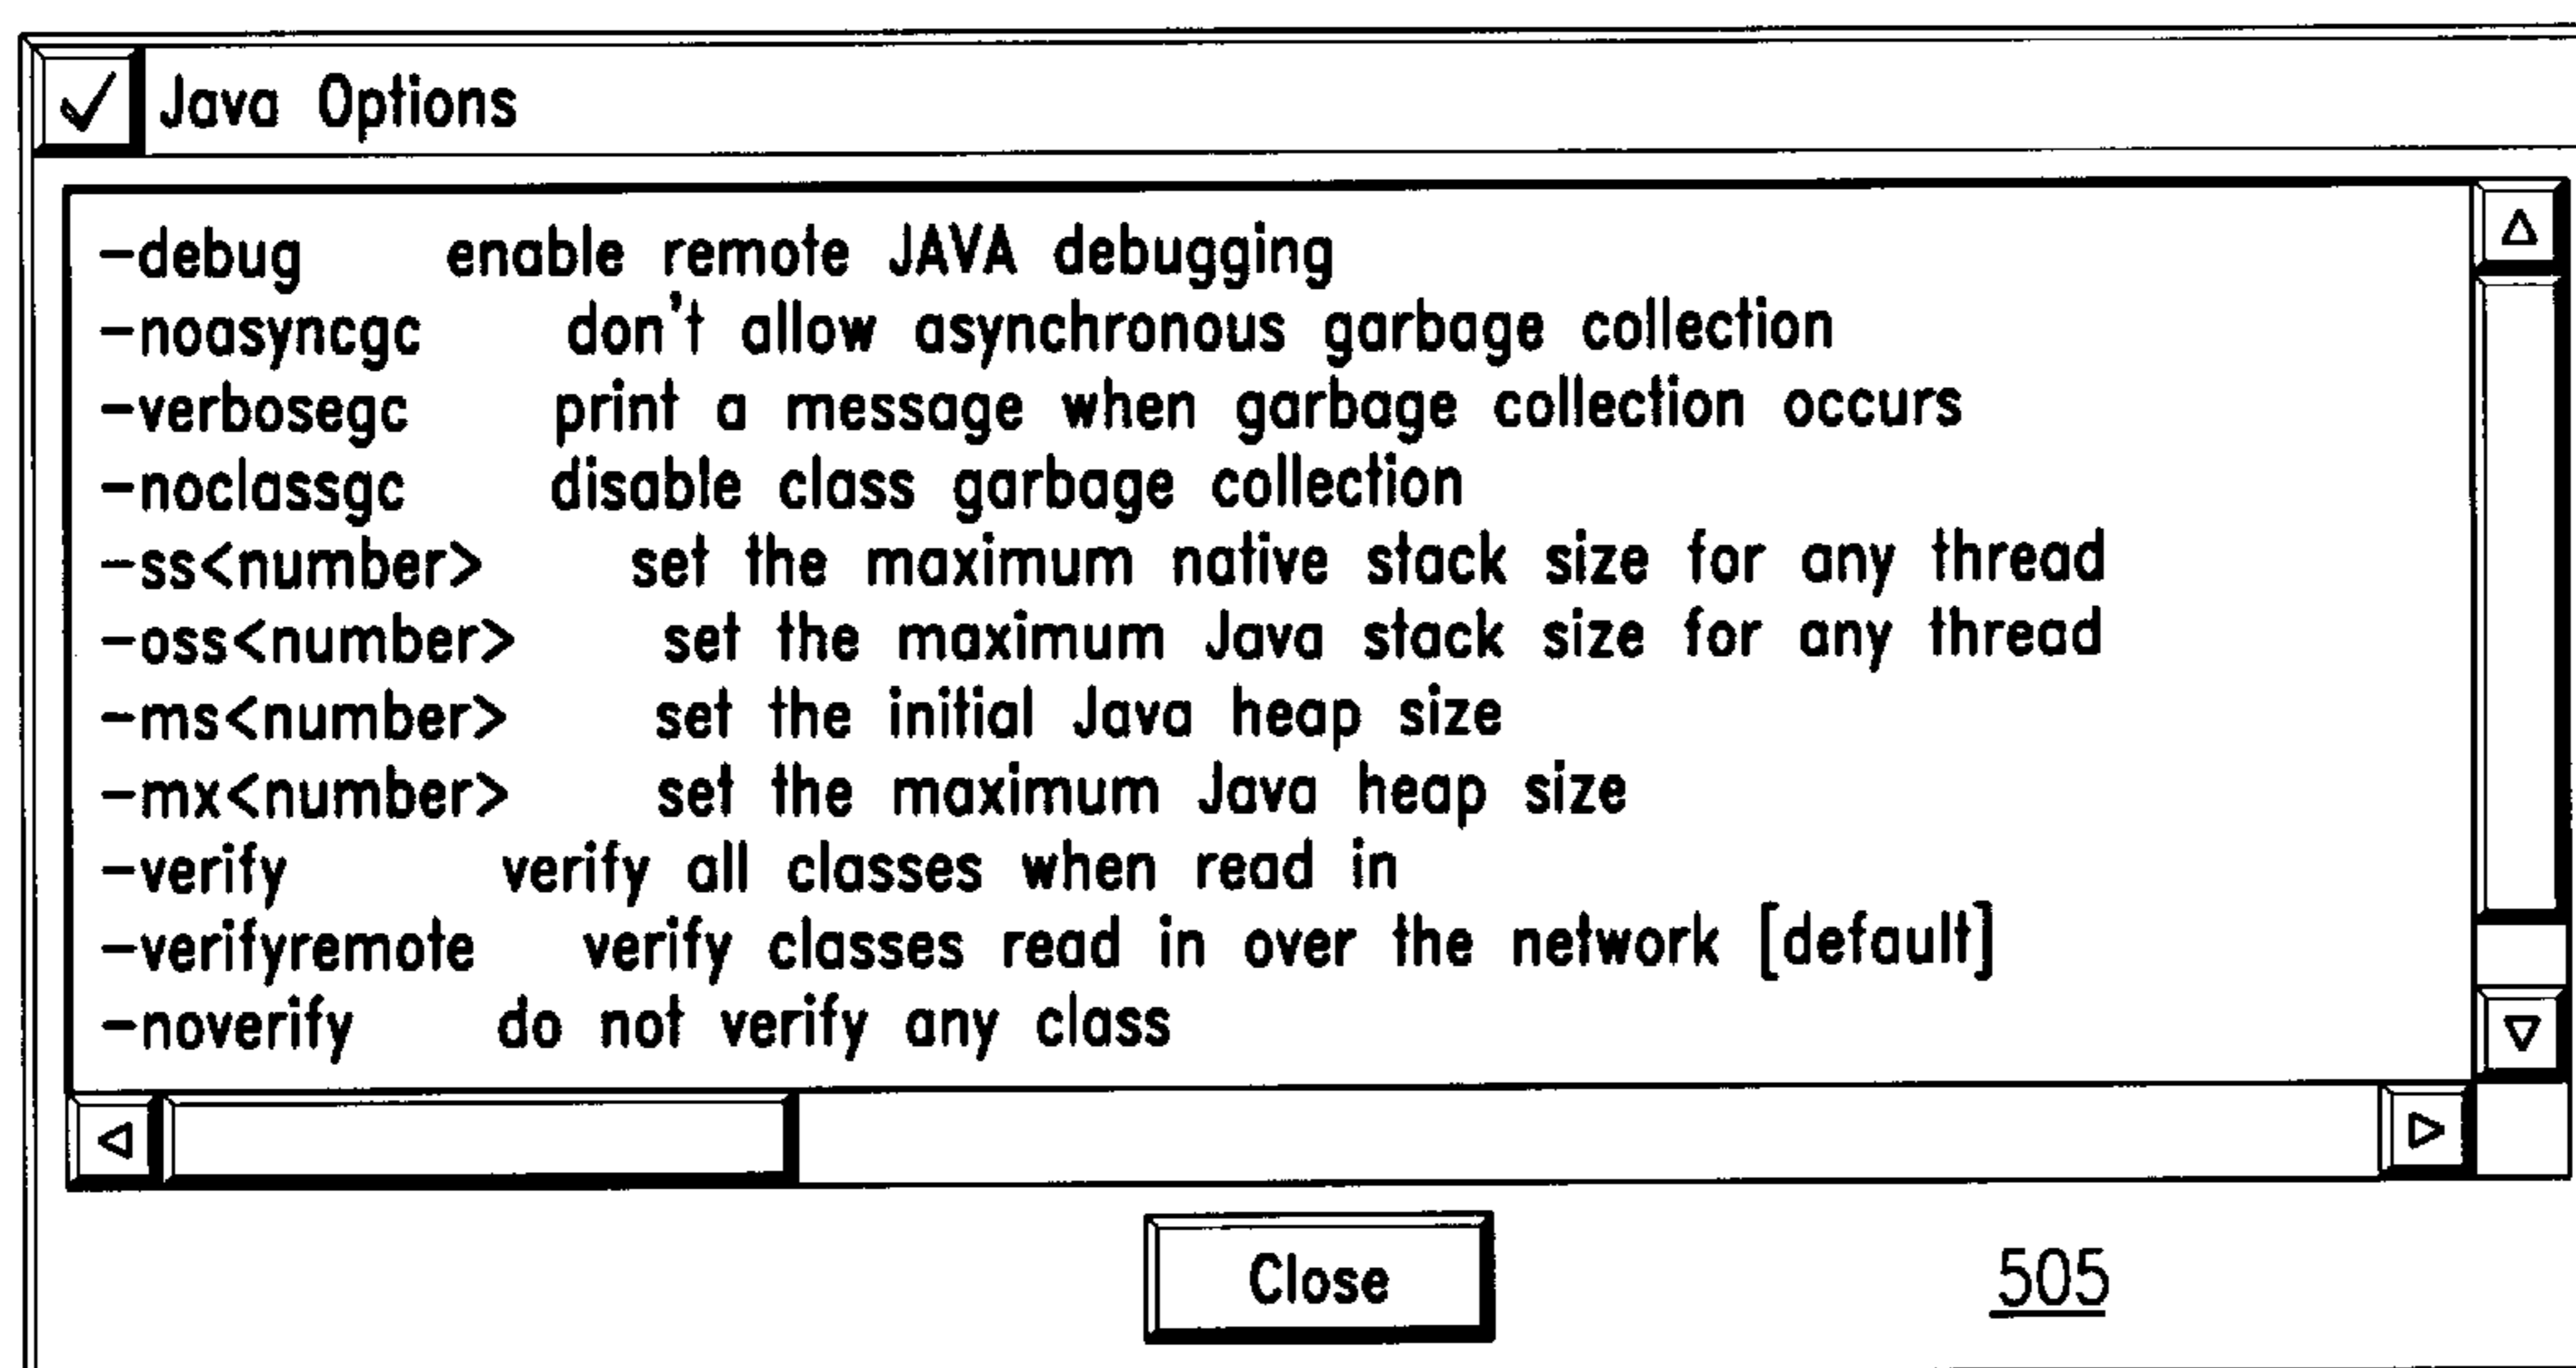 Java Options
-debug enable remote JAVA debugging
-noasyncgc don't allow asynchronous garbage collection
-verbosegc print a message when garbage collection occurs
-noclassgc disable class garbage collection
-ss<number> set the maximum native stack size for any thread
-oss<number> set the maximum Java stack size for any thread
-ms<number> set the initial Java heap size
-mx<number> set the maximum Java heap size
-verify verify all classes when read in
-verifyremote verify classes read in over the network [default]
-noverify do not verify any class
Close
505